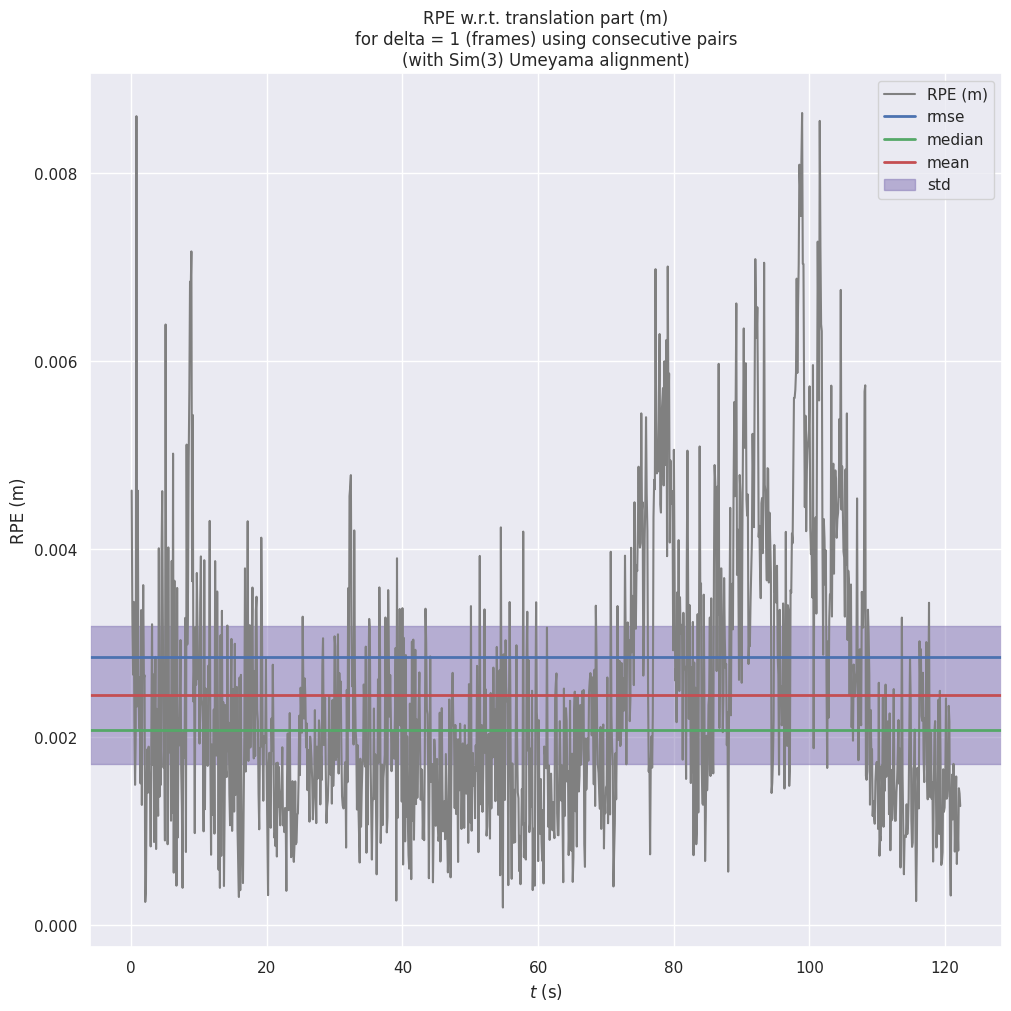 RPE w.r.t. translation part (m)
for delta = 1 (frames) using consecutive pairs
(with Sim(3) Umeyama alignment)
RPE (m)
rmse
median
mean
std
0.008
0.006
0.004
0.002
0.000
RPE (m)
0
20
40
60
80
100
120
t (s)